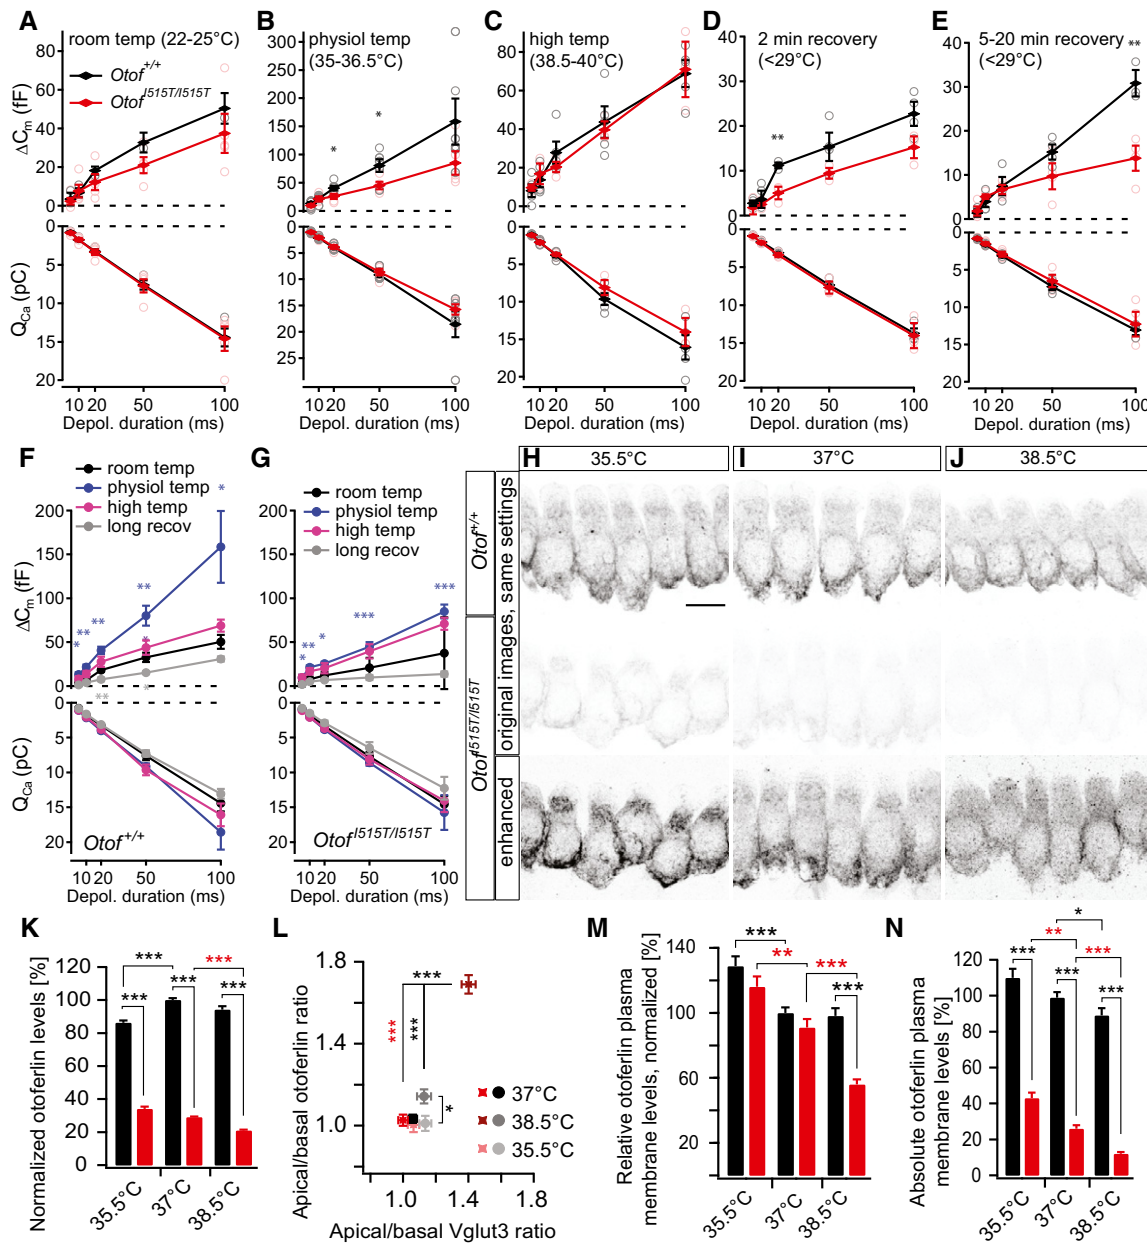 A
room temp (22-25°C)
Otof+/+
OtofI515T/I515T
ΔCm (fF)
80
60
40
20
0
QCa (pC)
0
5
10
15
20
10 20 50 100
Depol. duration (ms)
B
physiol temp
(35-36.5°C)
300
250
200
150
100
50
0
*
*
0
5
10
15
20
25
10 20 50 100
Depol. duration (ms)
C
high temp
(38.5-40°C)
80
60
40
20
0
0
5
10
15
20
10 20 50 100
Depol. duration (ms)
D
2 min recovery
(<29°C)
40
30
20
10
0
**
5
10
15
20
10 20 50 100
Depol. duration (ms)
E
5-20 min recovery
(<29°C)
**
40
30
20
10
0
0
5
10
15
20
10 20 50 100
Depol. duration (ms)
F
room temp
physiol temp
high temp
long recov
ΔCm (fF)
200
150
100
50
0
*
**
**
**
*
*
**
*
QCa (pC)
0
5
10
15
20
Otof+/+
10 20 50 100
Depol. duration (ms)
G
room temp
physiol temp
high temp
long recov
200
150
100
50
0
*
**
*
***
***
0
5
10
15
20
OtofI515T/I515T
10 20 50 100
Depol. duration (ms)
H
35.5°C
I
37°C
J
38.5°C
Otof+/+
OtofI515T/I515T
original images, same settings
enhanced
K
Normalized otoferlin levels [%]
120
100
80
60
40
20
0
***
***
***
***
***
35.5°C
37°C
38.5°C
L
Apical/basal otoferlin ratio
1.8
1.4
1.0
***
***
***
*
37°C
38.5°C
35.5°C
1.0 1.4 1.8
Apical/basal Vglut3 ratio
M
Relative otoferlin plasma
membrane levels, normalized [%]
140
120
100
80
60
40
20
***
**
***
***
35.5°C
37°C
38.5°C
N
Absolute otoferlin plasma
membrane levels [%]
120
100
80
60
40
20
0
*
**
***
***
***
***
35.5°C
37°C
38.5°C